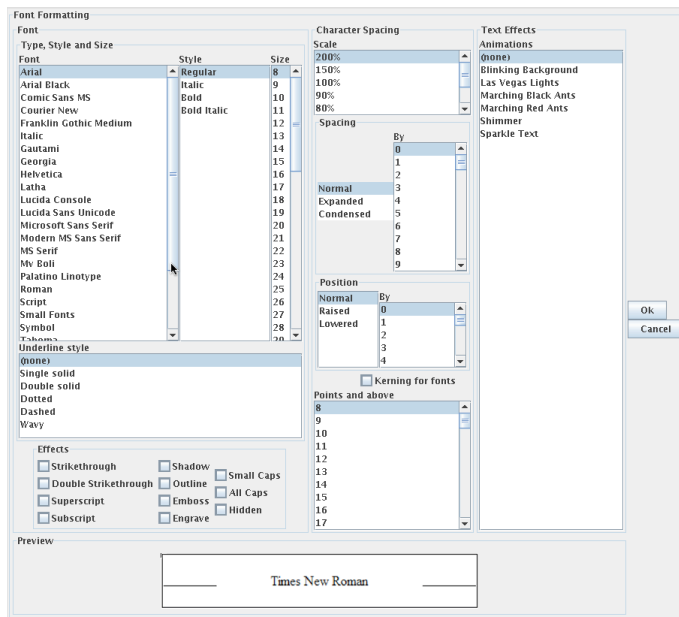 Font Formatting
Font
Type, Style and Size
Font
Arial
Arial Black
Comic Sans MS
Courier New
Franklin Gothic Medium
Italic
Gautami
Georgia
Helvetica
Latha
Lucida Console
Lucida Sans Unicode
Microsoft Sans Serif
Modern MS Sans Serif
MS Serif
Mv Boli
Palatino Linotype
Roman
Script
Small Fonts
Symbol
Tahoma
Style
Regular
Italic
Bold
Bold Italic
Size
8
9
10
11
12
13
14
15
16
17
18
19
20
21
22
23
24
25
26
27
28
29
Underline style
(none)
Single solid
Double solid
Dotted
Dashed
Wavy
Effects
Strikethrough
Double Strikethrough
Superscript
Subscript
Shadow
Outline
Emboss
Engrave
Small Caps
All Caps
Hidden
Character Spacing
Scale
200%
150%
100%
90%
80%
Spacing
Normal
Expanded
Condensed
By
0
1
2
3
4
5
6
7
8
9
Position
Normal
Raised
Lowered
By
0
1
2
3
4
Kerning for fonts
Points and above
8
9
10
11
12
13
14
15
16
17
Text Effects
Animations
(none)
Blinking Background
Las Vegas Lights
Marching Black Ants
Marching Red Ants
Shimmer
Sparkle Text
Ok
Cancel
Preview
Times New Roman